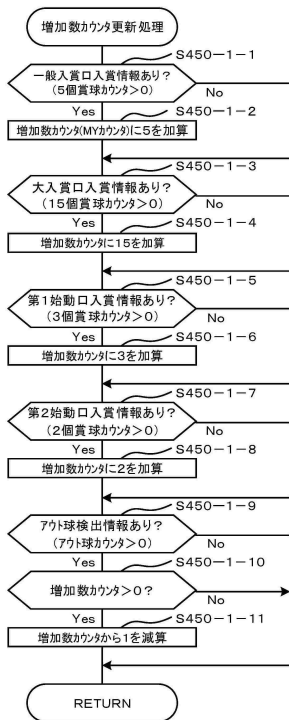 増加数カウンタ更新処理
S450-1-1
一般入賞口入賞情報あり?
(5個賞球カウンタ>0)
No
Yes
S450-1-2
増加数カウンタ(MYカウンタ)に5を加算
S450-1-3
大入賞口入賞情報あり?
(15個賞球カウンタ>0)
No
Yes
S450-1-4
増加数カウンタに15を加算
S450-1-5
第1始動口入賞情報あり?
(3個賞球カウンタ>0)
No
Yes
S450-1-6
増加数カウンタに3を加算
S450-1-7
第2始動口入賞情報あり?
(2個賞球カウンタ>0)
No
Yes
S450-1-8
増加数カウンタに2を加算
S450-1-9
アウト球検出情報あり?
(アウト球カウンタ>0)
No
Yes
S450-1-10
増加数カウンタ>0?
No
Yes
S450-1-11
増加数カウンタから1を減算
RETURN